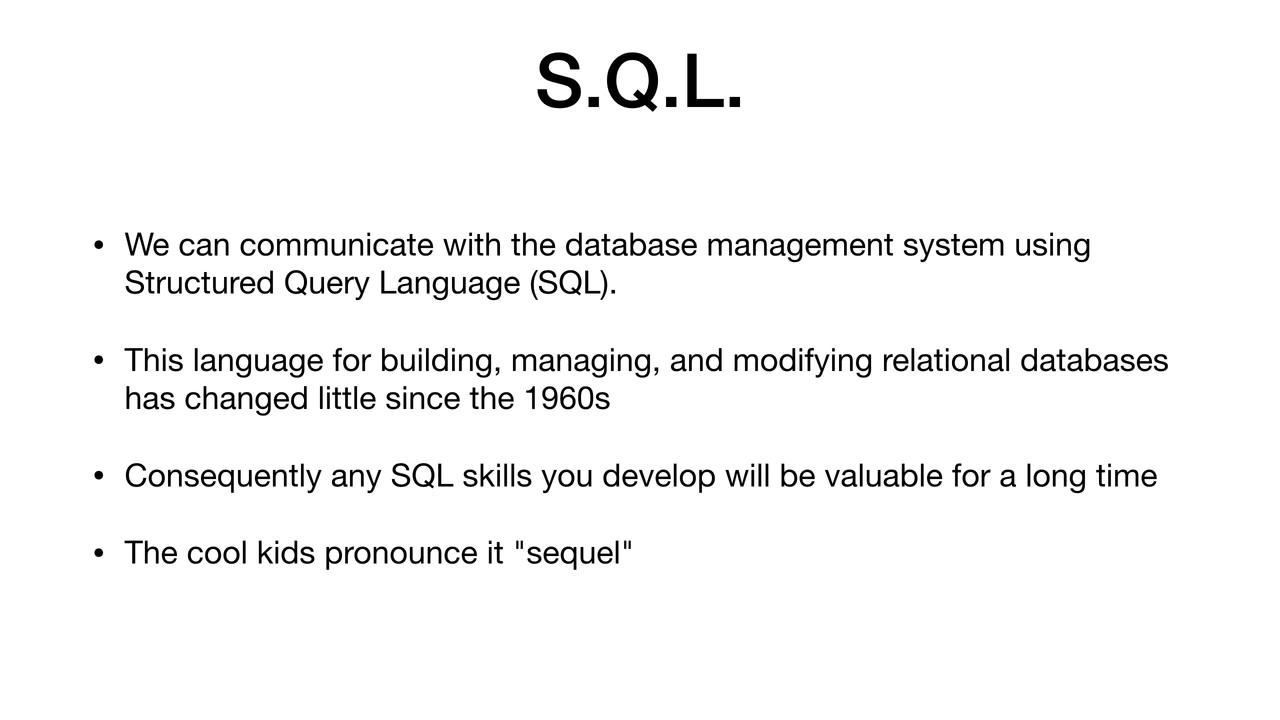 S.Q.L.
• We can communicate with the database management system using
Structured Query Language (SQL).
• This language for building, managing, and modifying relational databases
has changed little since the 1960s
• Consequently any SQL skills you develop will be valuable for a long time
• The cool kids pronounce it "sequel"